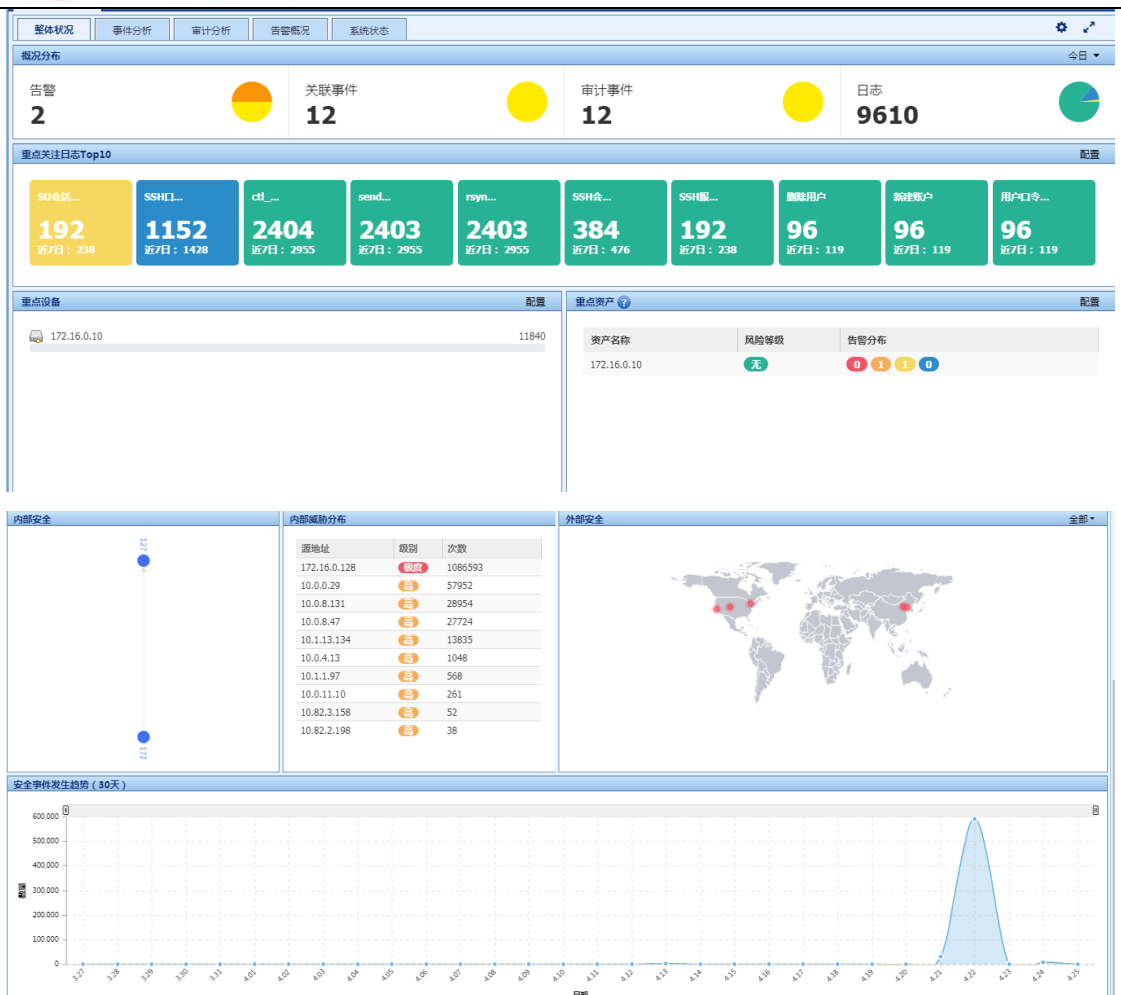 整体状况 事件分析 审计分析 告警概况 系统状态
概况分布 今日
告警 关联事件 审计事件 日志
2 12 12 9610
重点关注日志Top10 配置
SU会话... SSH口... ctl_... send... rsyn... SSH会... SSH服... 删除用户 新建账户 用户口令...
192 1152 2404 2403 2403 384 192 96 96 96
近7日：238 近7日：1428 近7日：2955 近7日：2955 近7日：2955 近7日：476 近7日：238 近7日：119 近7日：119 近7日：119
重点设备 配置
172.16.0.10 11840
重点资产 ? 配置
资产名称 风险等级 告警分布
172.16.0.10 无 0 1 1 0
内部安全
127
172
内部威胁分布
源地址 级别 次数
172.16.0.128 极度 1086593
10.0.0.29 高 57952
10.0.8.131 高 28954
10.0.8.47 高 27724
10.1.13.134 高 13835
10.0.4.13 高 1048
10.1.1.97 高 568
10.0.11.10 高 261
10.82.3.158 高 52
10.82.2.198 高 38
外部安全 全部
安全事件发生趋势（30天）
600,000
500,000
400,000
300,000
200,000
100,000
0
数量
3.27 3.28 3.29 3.30 3.31 4.01 4.02 4.03 4.04 4.05 4.06 4.07 4.08 4.09 4.10 4.11 4.12 4.13 4.14 4.15 4.16 4.17 4.18 4.19 4.20 4.21 4.22 4.23 4.24 4.25